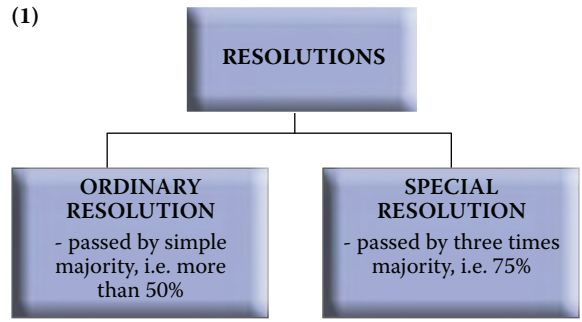 (1)
RESOLUTIONS
ORDINARY
RESOLUTION
- passed by simple
majority, i.e. more
than 50%
SPECIAL
RESOLUTION
- passed by three times
majority, i.e. 75%